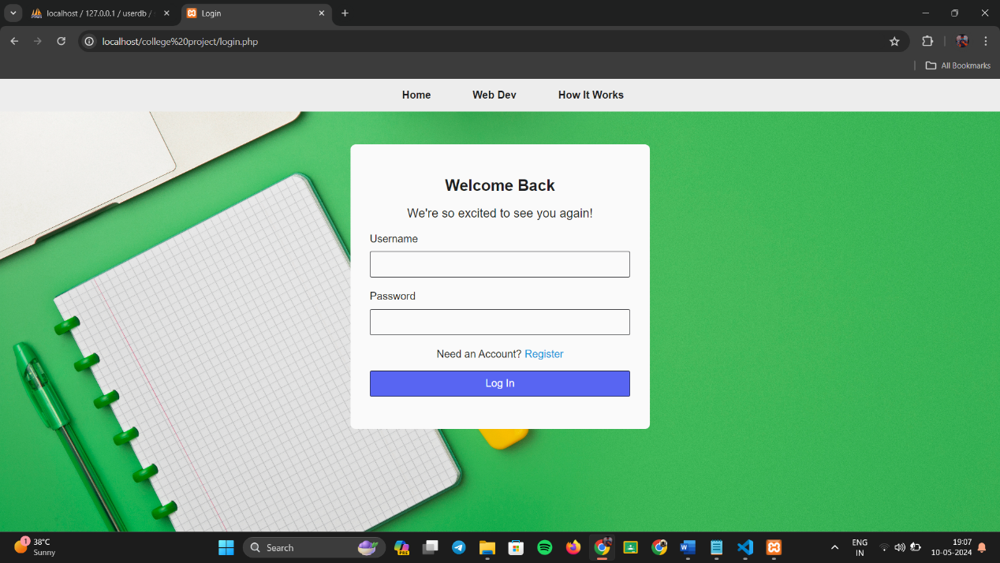 localhost / 127.0.0.1 / userdb /
Login
localhost/college%20project/login.php
All Bookmarks
Home Web Dev How It Works
Welcome Back
We're so excited to see you again!
Username
Password
Need an Account? Register
Log In
1
38°C
Sunny
Search
PRE
ENG
IN
19:07
10-05-2024